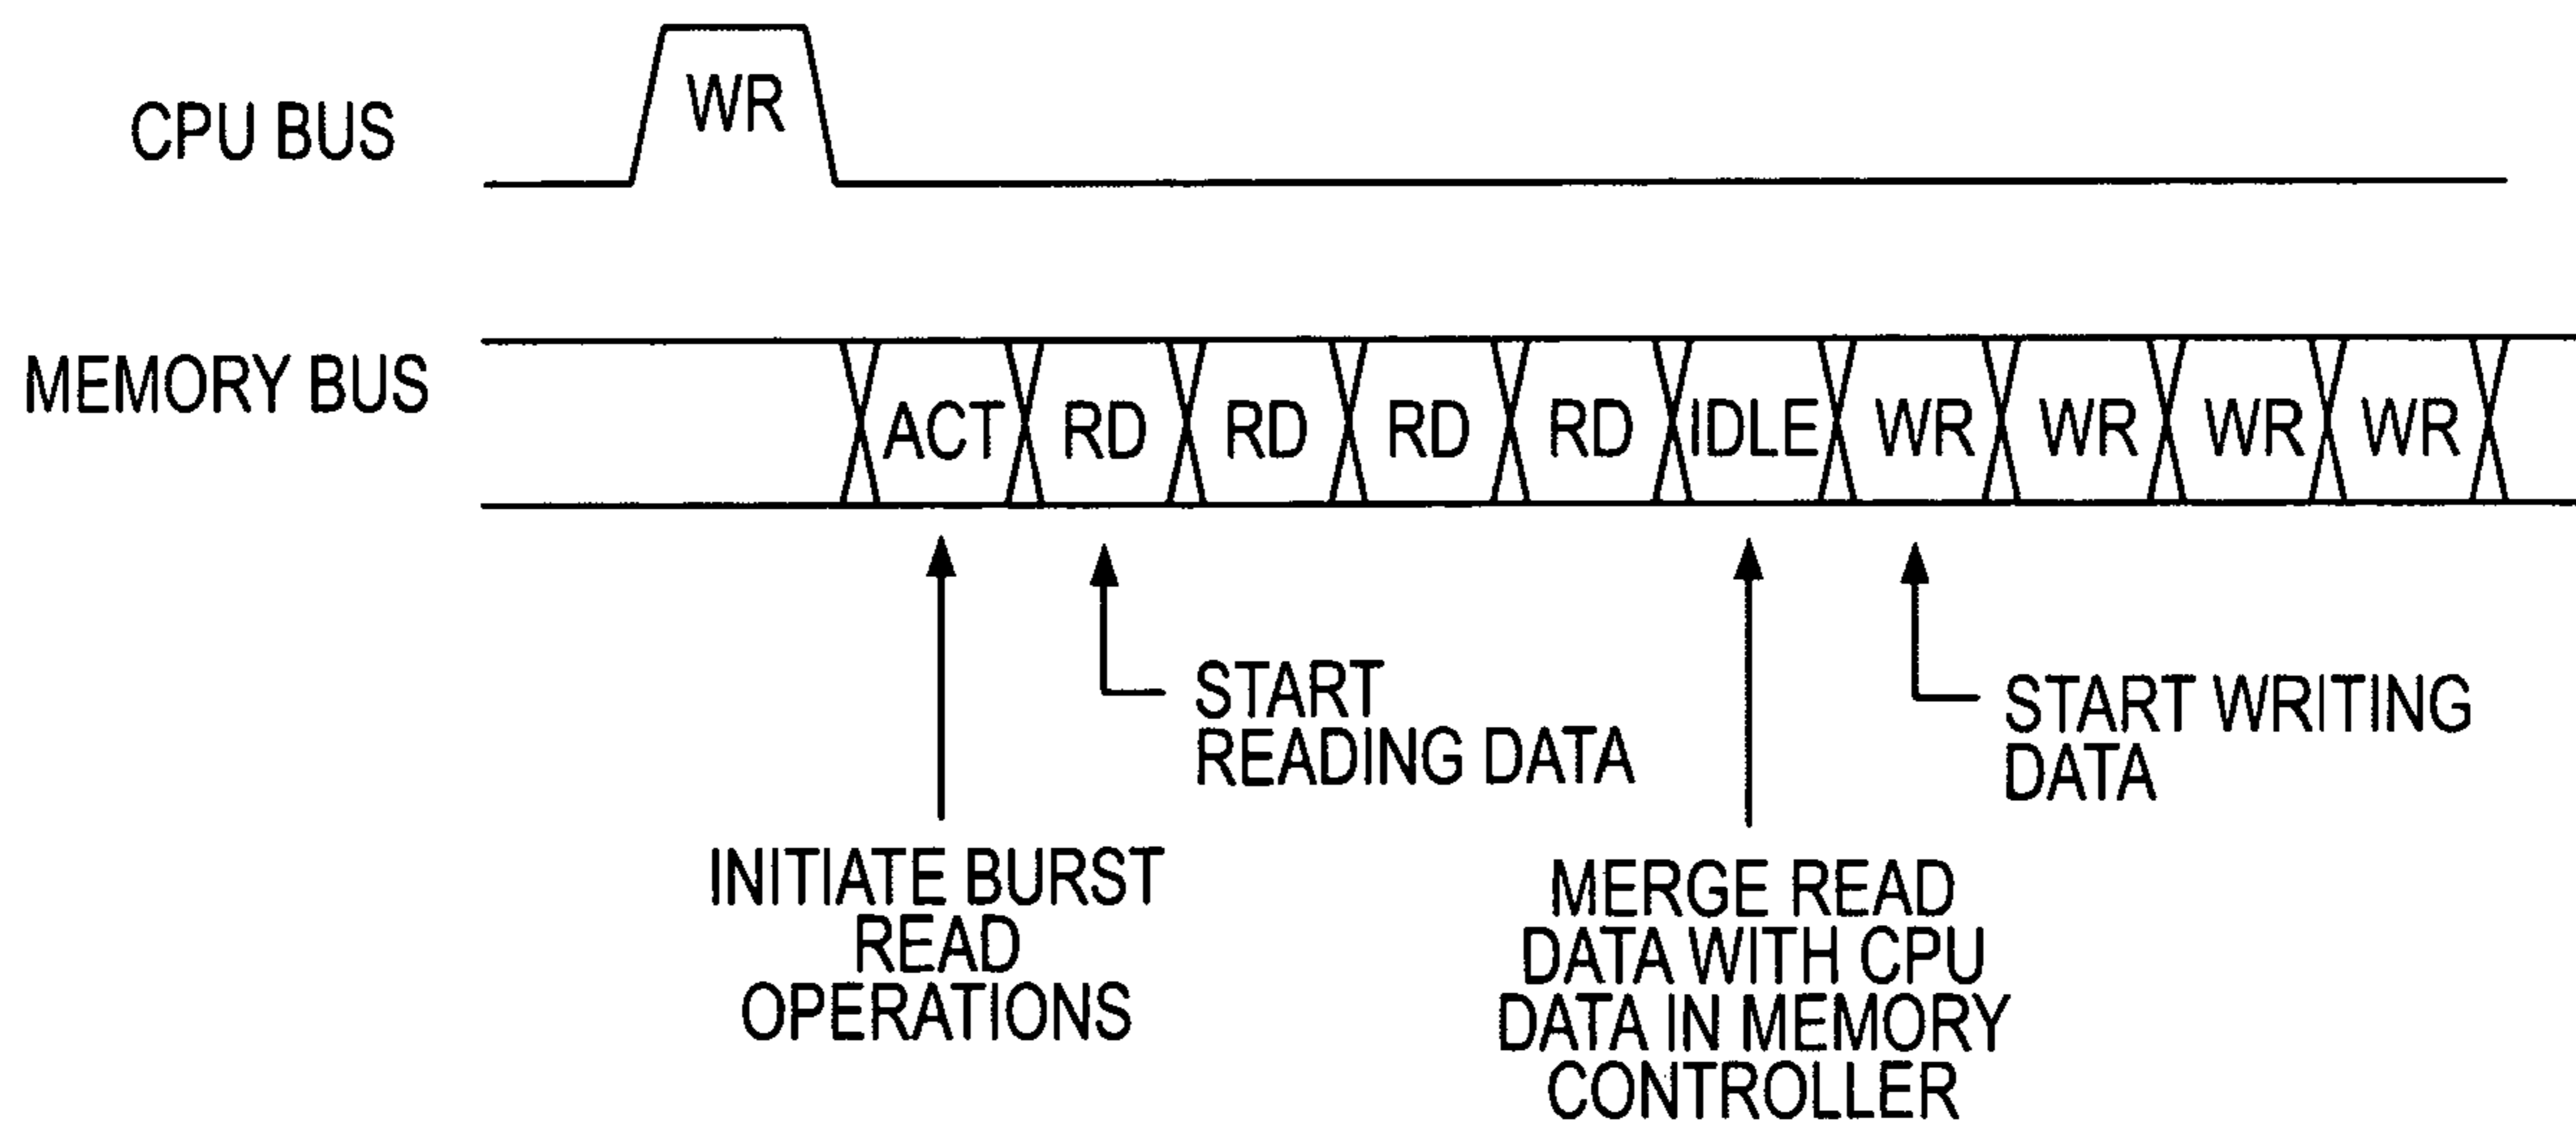 WR
CPU BUS
MEMORY BUS
ACT RD RD RD RD IDLE WR WR WR WR
START
READING DATA
START WRITING
DATA
INITIATE BURST
READ
OPERATIONS
MERGE READ
DATA WITH CPU
DATA IN MEMORY
CONTROLLER